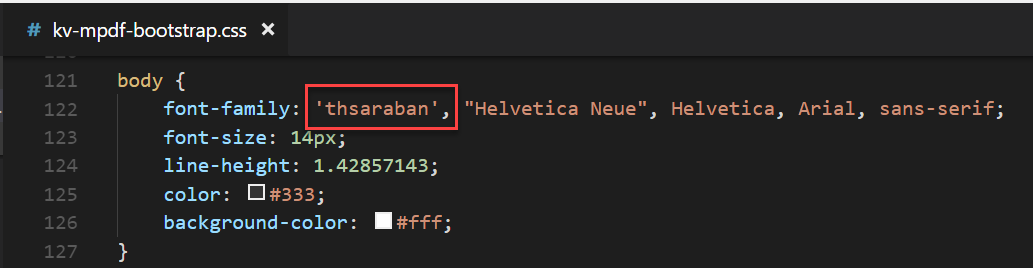 # kv-mpdf-bootstrap.css ×
121 body {
122 font-family: 'thsaraban', "Helvetica Neue", Helvetica, Arial, sans-serif;
123 font-size: 14px;
124 line-height: 1.42857143;
125 color: #333;
126 background-color: #fff;
127 }